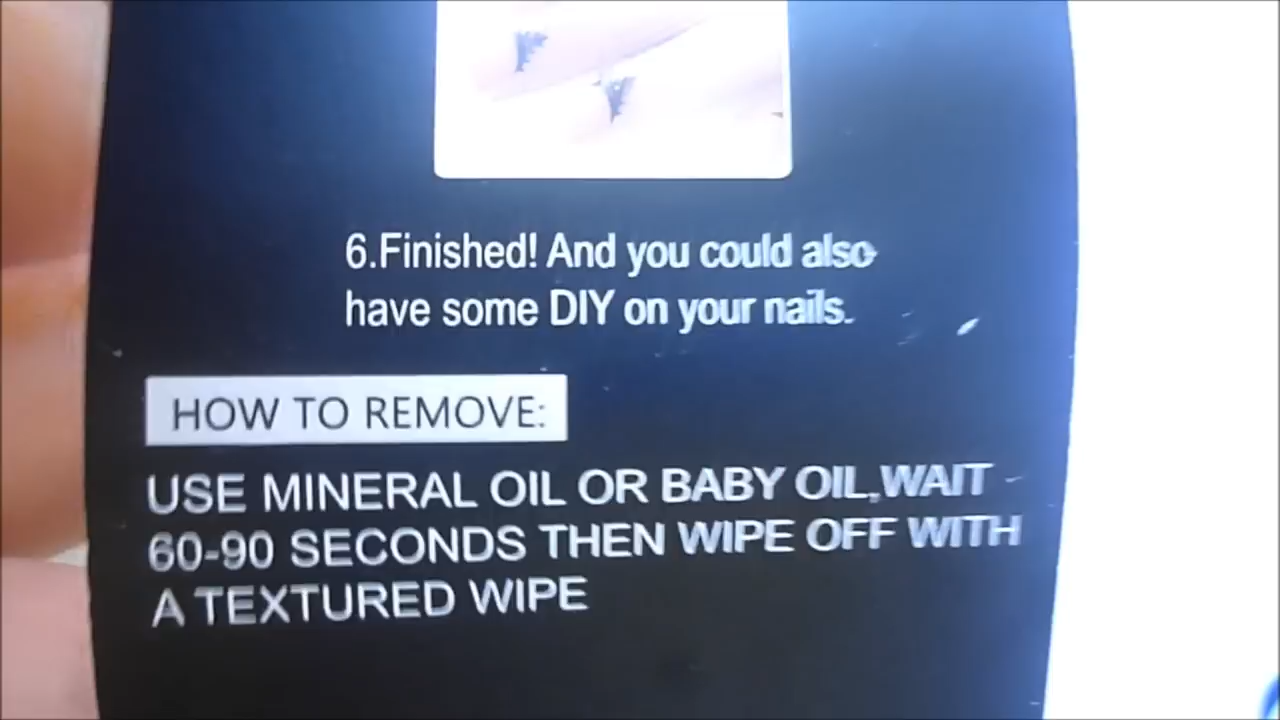 6.Finished! And you could also
have some DIY on your nails.
HOW TO REMOVE:
USE MINERAL OIL OR BABY OIL,WAIT
60-90 SECONDS THEN WIPE OFF WITH
A TEXTURED WIPE